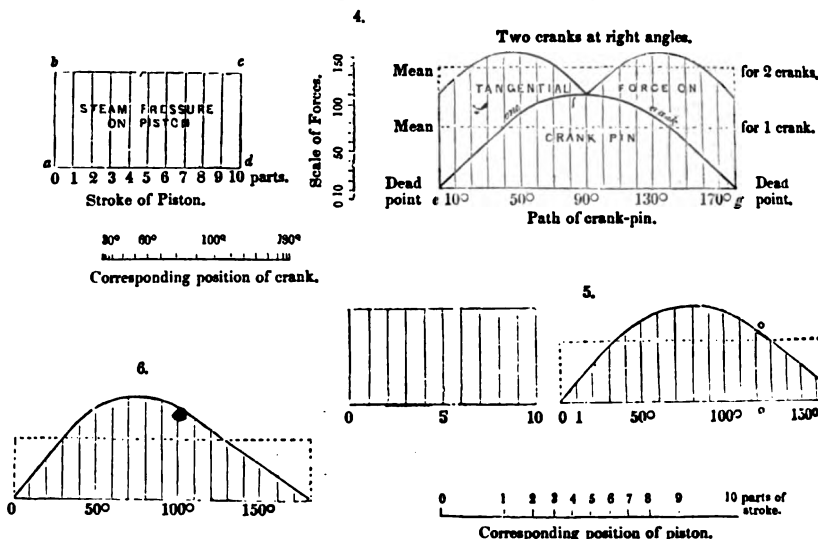 4.
b c
STEAM PRESSURE
ON PISTON
a d
0 1 2 3 4 5 6 7 8 9 10 parts.
Stroke of Piston.
Scale of Forces.
0 10 50 100 150
Two cranks at right angles.
Mean for 2 cranks.
TANGENTIAL FORCE ON
one f crank
Mean for 1 crank.
CRANK PIN
Dead point e 10° 50° 90° 130° 170° g Dead point.
Path of crank-pin.
60° 100°
Corresponding position of crank.
5.
0 5 10
0 1 50° 100°
6.
0 50° 100° 150°
0 1 2 3 4 5 6 7 8 9 10 parts of stroke.
Corresponding position of piston.